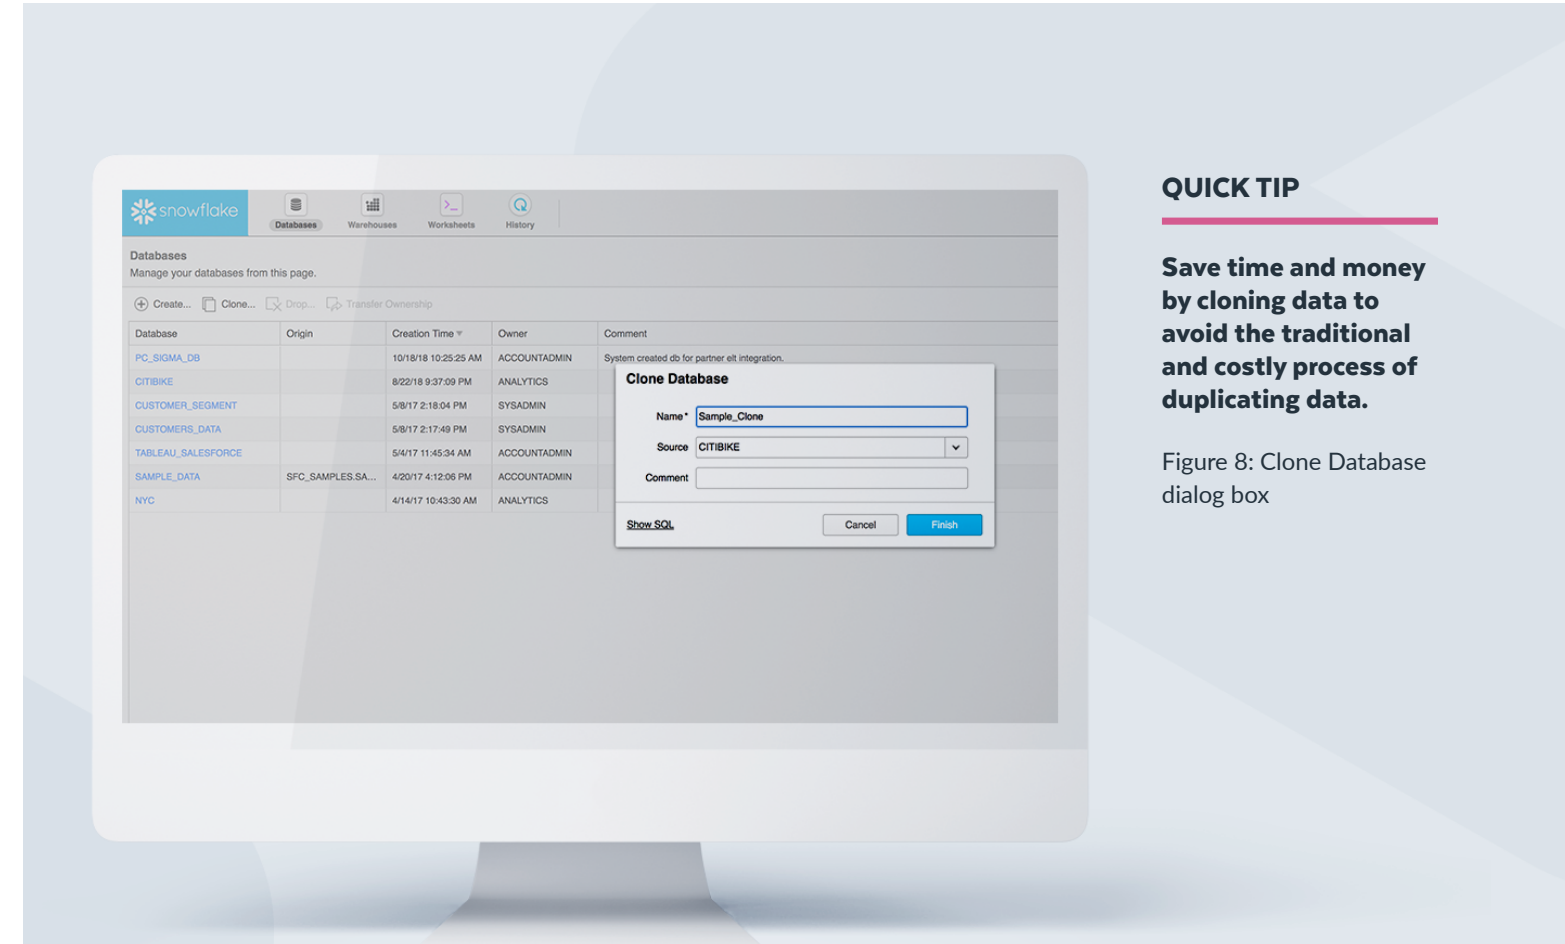 snowflake
Databases
Warehouses
Worksheets
History
Databases
Manage your databases from this page.
Create... Clone... Drop... Transfer Ownership
Database Origin Creation Time Owner Comment
PC_SIGMA_DB 10/18/18 10:25:25 AM ACCOUNTADMIN System created db for partner elt integration.
CITIBIKE 8/22/18 9:37:09 PM ANALYTICS
CUSTOMER_SEGMENT 5/8/17 2:18:04 PM SYSADMIN
CUSTOMERS_DATA 5/8/17 2:17:49 PM SYSADMIN
TABLEAU_SALESFORCE 5/4/17 11:45:34 AM ACCOUNTADMIN
SAMPLE_DATA SFC_SAMPLES.SA... 4/20/17 4:12:06 PM ACCOUNTADMIN
NYC 4/14/17 10:43:30 AM ANALYTICS
Clone Database
Name* Sample_Clone
Source CITIBIKE
Comment
Show SQL Cancel Finish
QUICK TIP
Save time and money
by cloning data to
avoid the traditional
and costly process of
duplicating data.
Figure 8: Clone Database
dialog box